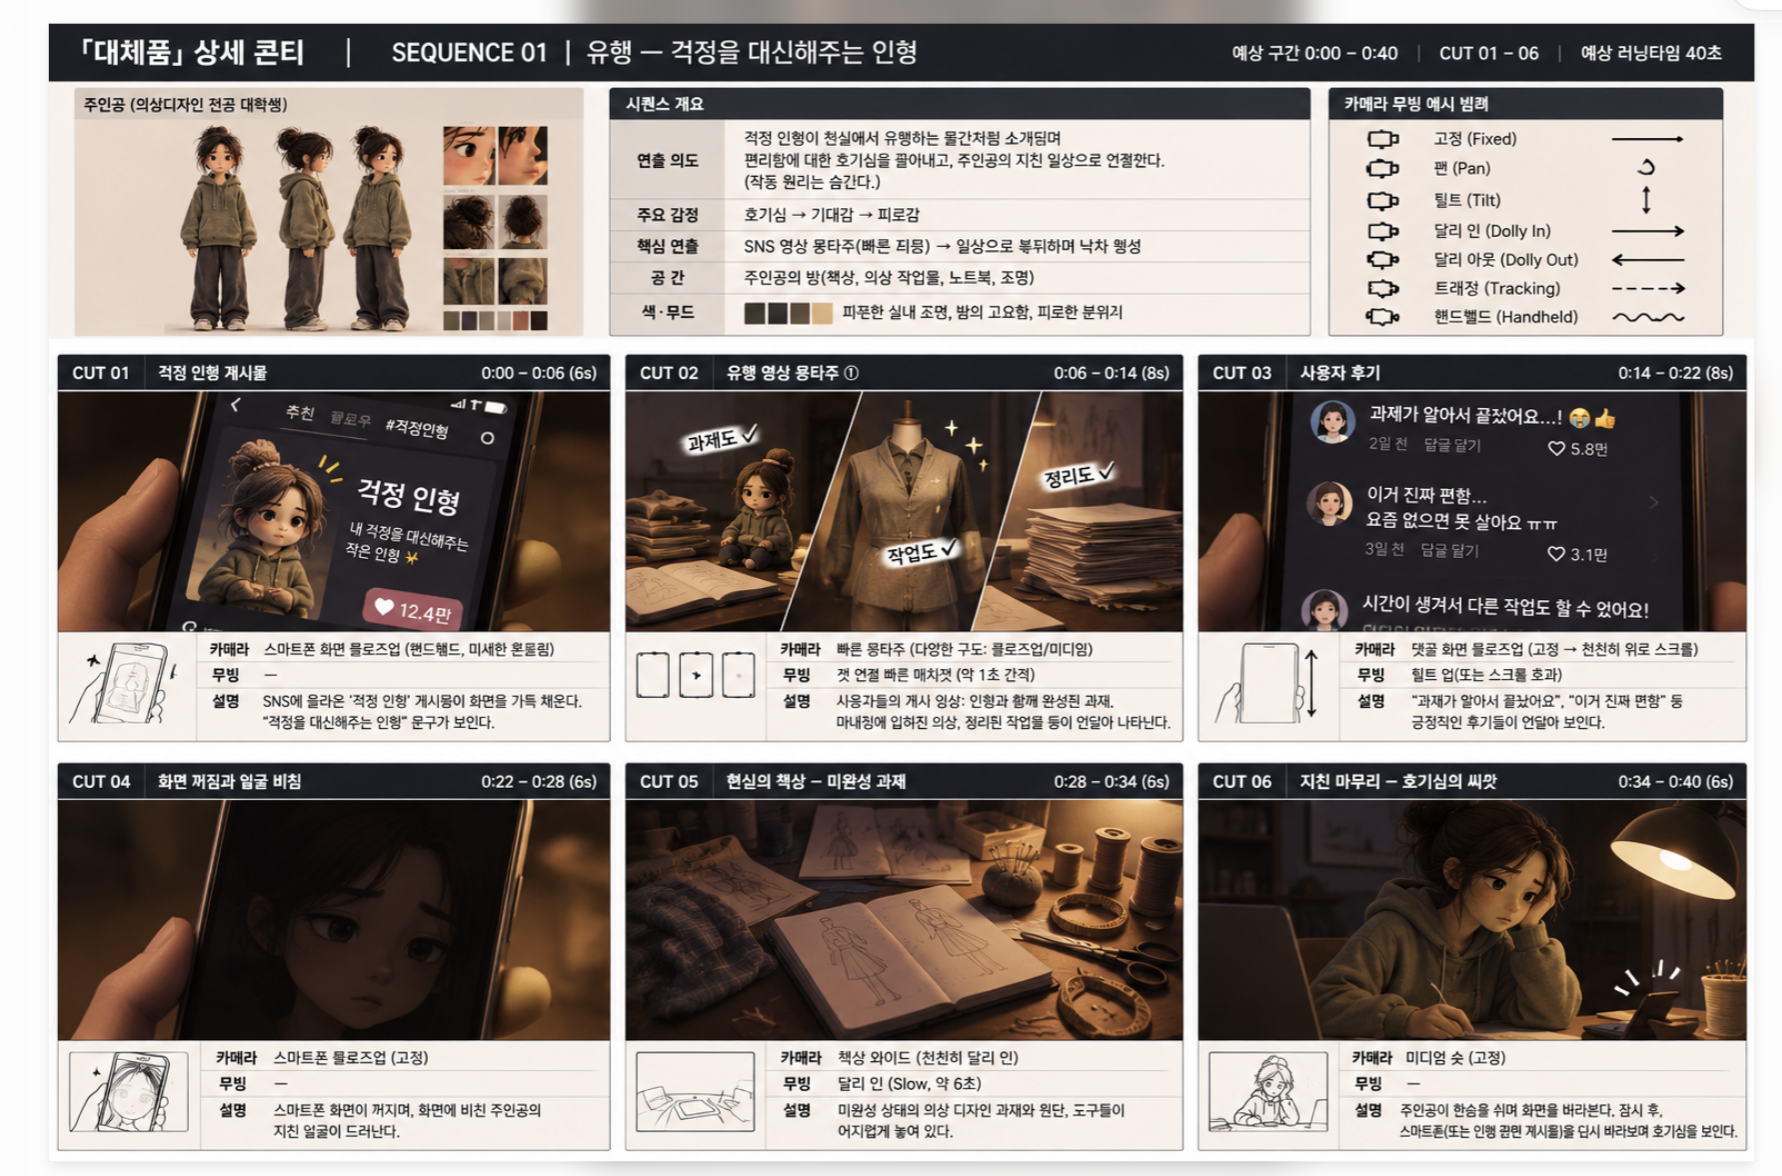 「대체품」 상세 콘티 | SEQUENCE 01 | 유행 — 걱정을 대신해주는 인형
예상 구간 0:00 – 0:40 | CUT 01 – 06 | 예상 러닝타임 40초
주인공 (의상디자인 전공 대학생)
시퀀스 개요
연출 의도
걱정 인형이 천실에서 유행하는 물간처럼 소개됨며
편리함에 대한 호기심을 팔아내고, 주인공의 지친 일상으로 연결한다.
(작동 원리는 숨긴다.)
주요 감정 호기심 → 기대감 → 피로감
핵심 연출 SNS 영상 몽타주(빠른 피믕) → 일상으로 붗뒤하며 낙차 형성
공 간 주인공의 방(책상, 의상 작업물, 노트북, 조명)
색·무드 피곳한 실내 조명, 밤의 고요함, 피로한 분위기
카메라 무빙 예시
고정 (Fixed)
팬 (Pan)
틸트 (Tilt)
달리 인 (Dolly In)
달리 아웃 (Dolly Out)
트래정 (Tracking)
핸드벨드 (Handheld)
CUT 01 걱정 인형 게시물 0:00 – 0:06 (6s)
추친 팔로우 #걱정인형
걱정 인형
내 걱정을 대신해주는
작은 인형
12.4만
카메라 스마트폰 화면 믈로즈업 (핸드핼드, 미세한 혼들림)
무빙 —
설명 SNS에 올라온 '걱정 인형' 게시몽이 화면을 가득 채운다.
"걱정을 대신해주는 인형" 문구가 보인다.
CUT 02 유행 영상 몽타주 ① 0:06 – 0:14 (8s)
과제도 ✓
작업도 ✓
정리도 ✓
카메라 빠른 몽타주 (다양한 구도: 믈로즈업/미디엄)
무빙 잿 연결 빠른 매치잿 (약 1초 간격)
설명 사용자들의 게사 영상: 인형과 함께 완성된 과재,
마내청에 입혀진 의상, 정리된 작업물 등이 언달아 나타난다.
CUT 03 사용자 후기 0:14 – 0:22 (8s)
과제가 알아서 끝잤어요...! 😭👍
2일 전 답글 달기 ♡ 5.8먼
이거 진짜 편함...
요즘 없으면 못 살아요 ㅠㅠ
3일 전 답글 달기 ♡ 3.1만
시간이 생겨서 다른 작업도 할 수 있어요!
카메라 댓글 화면 믈로즈업 (고정 → 천천히 위로 스크롤)
무빙 힐트 업(또는 스크롤 효과)
설명 "과재가 알아서 끝났어요", "이거 진짜 편함" 등
긍정적인 후기들이 언달아 보인다.
CUT 04 화면 꺼짐과 얼굴 비침 0:22 – 0:28 (6s)
카메라 스마트폰 믈로즈업 (고정)
무빙 —
설명 스마트폰 화면이 꺼지며, 화면에 비친 주인공의
지친 얼굴이 드러난다.
CUT 05 현실의 책상 – 미완성 과재 0:28 – 0:34 (6s)
카메라 책상 와이드 (천천히 달리 인)
무빙 달리 인 (Slow, 약 6초)
설명 미완성 상태의 의상 디자인 과재와 원단, 도구들이
어지럽게 놓여 있다.
CUT 06 지친 마무리 – 호기심의 씨앗 0:34 – 0:40 (6s)
카메라 미디엄 숏 (고정)
무빙 —
설명 주인공이 한숨을 쉬며 화면을 바라본다. 잠시 후,
스마트폰(또는 인형 관련 게시물)을 다시 바라보며 호기심을 보인다.